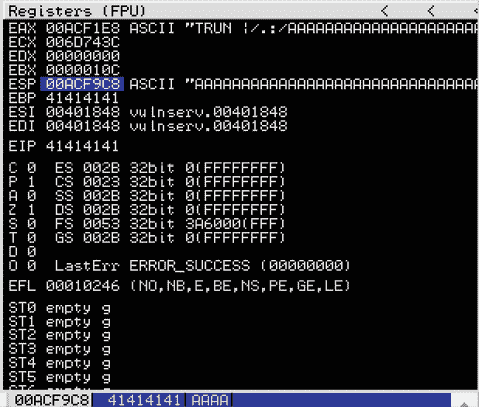 Registers (FPU) < < <
EAX 00ACF1E8 ASCII "TRUN |/.:/AAAAAAAAAAAAAAAAAAAAAAA
ECX 006D743C
EDX 00000000
EBX 0000010C
ESP 00ACF9C8 ASCII "AAAAAAAAAAAAAAAAAAAAAAAAAAAAAAAAA
EBP 41414141
ESI 00401848 vulnserv.00401848
EDI 00401848 vulnserv.00401848
EIP 41414141
C 0 ES 002B 32bit 0(FFFFFFFF)
P 1 CS 0023 32bit 0(FFFFFFFF)
A 0 SS 002B 32bit 0(FFFFFFFF)
Z 1 DS 002B 32bit 0(FFFFFFFF)
S 0 FS 0053 32bit 3A6000(FFF)
T 0 GS 002B 32bit 0(FFFFFFFF)
D 0
O 0 LastErr ERROR_SUCCESS (00000000)
EFL 00010246 (NO,NB,E,BE,NS,PE,GE,LE)
ST0 empty g
ST1 empty g
ST2 empty g
ST3 empty g
ST4 empty g
ST5 empty g
00ACF9C8 41414141 AAAA